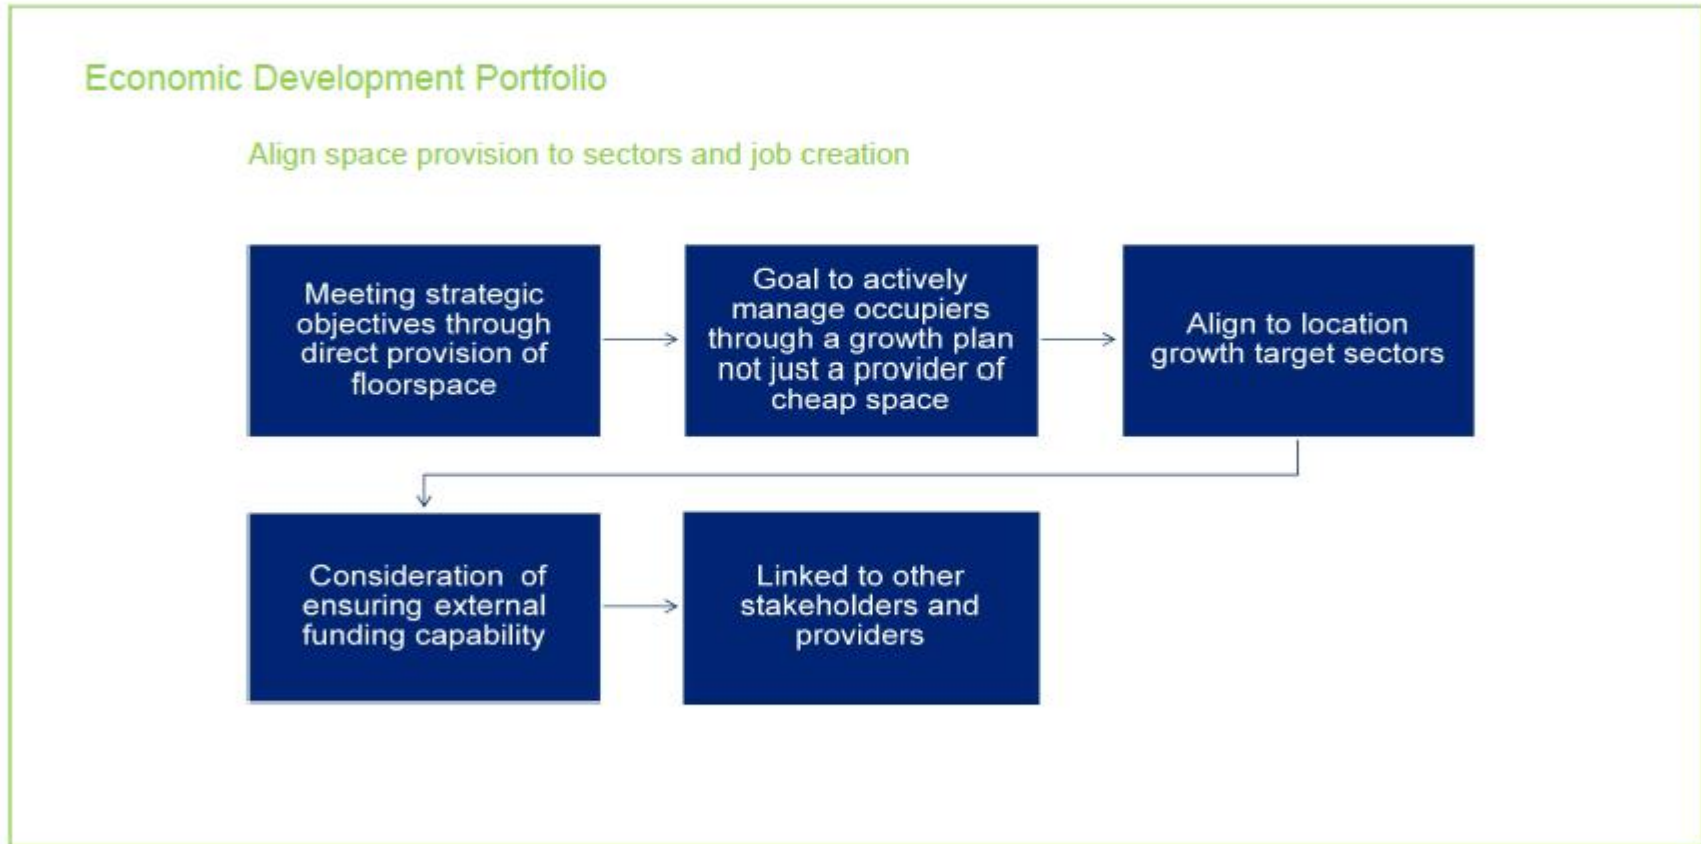 Economic Development Portfolio
Align space provision to sectors and job creation
Meeting strategic
objectives through
direct provision of
floorspace
Goal to actively
manage occupiers
through a growth plan
not just a provider of
cheap space
Align to location
growth target sectors
Consideration of
ensuring external
funding capability
Linked to other
stakeholders and
providers